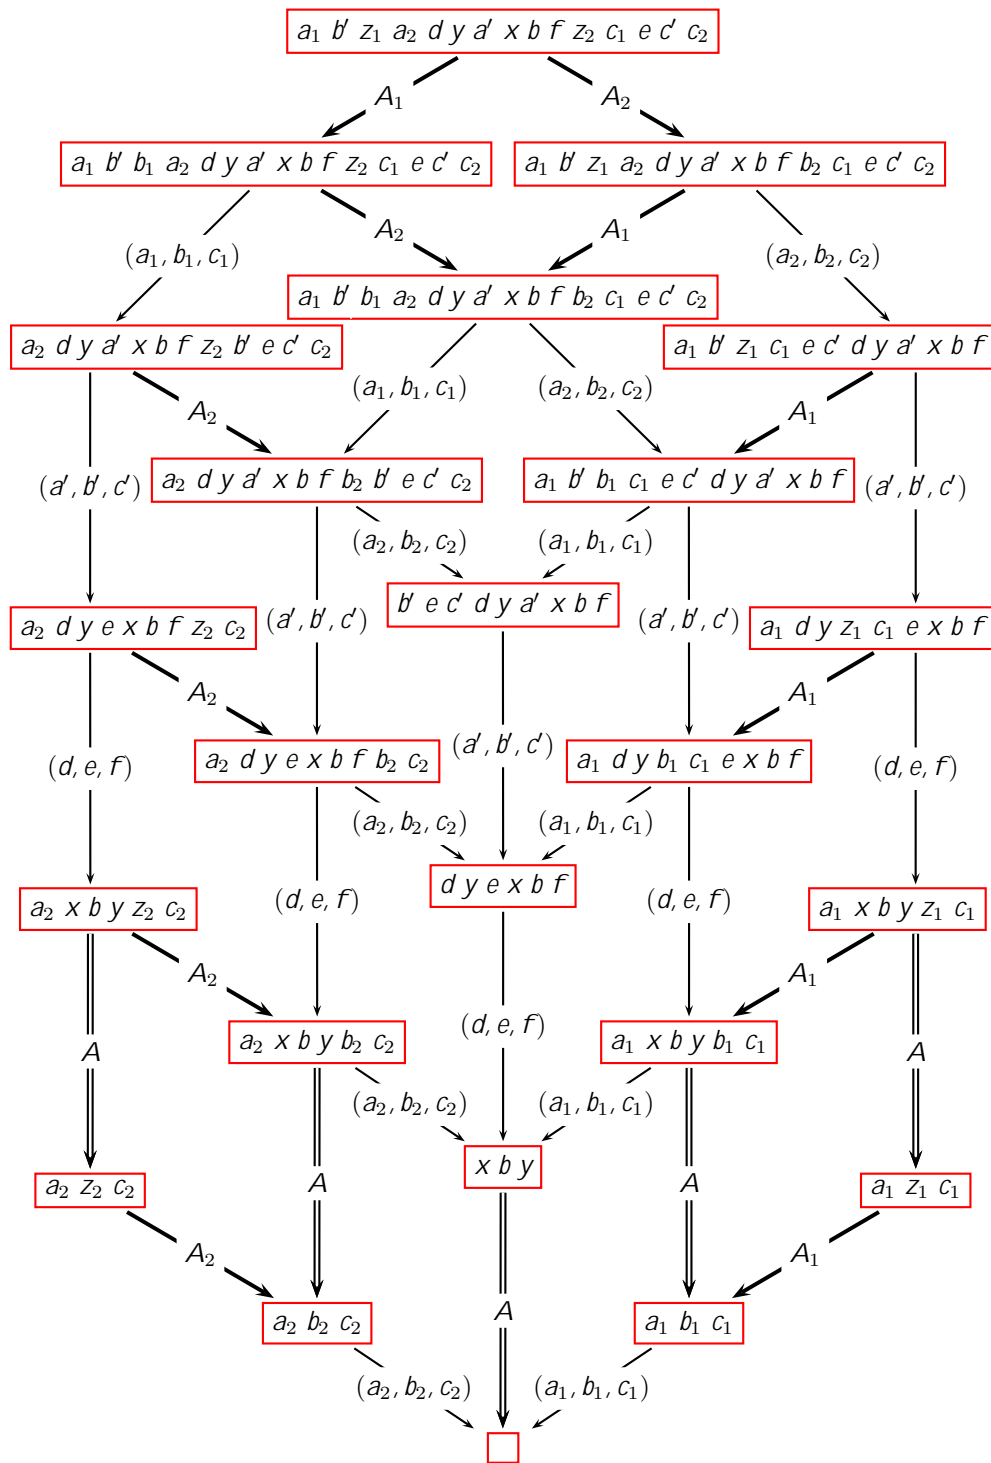 a₁ b′ z₁ a₂ d y a′ x b f z₂ c₁ e c′ c₂
A₁ A₂
a₁ b′ b₁ a₂ d y a′ x b f z₂ c₁ e c′ c₂ a₁ b′ z₁ a₂ d y a′ x b f b₂ c₁ e c′ c₂
A₂ A₁
(a₁, b₁, c₁) (a₂, b₂, c₂)
a₁ b′ b₁ a₂ d y a′ x b f b₂ c₁ e c′ c₂
a₂ d y a′ x b f z₂ b′ e c′ c₂ a₁ b′ z₁ c₁ e c′ d y a′ x b f
(a₁, b₁, c₁) (a₂, b₂, c₂)
A₂ A₁
a₂ d y a′ x b f b₂ b′ e c′ c₂ a₁ b′ b₁ c₁ e c′ d y a′ x b f
(a′, b′, c′) (a′, b′, c′)
(a₂, b₂, c₂) (a₁, b₁, c₁)
b′ e c′ d y a′ x b f
(a′, b′, c′) (a′, b′, c′)
a₂ d y e x b f z₂ c₂ a₁ d y z₁ c₁ e x b f
A₂ A₁
(a′, b′, c′)
a₂ d y e x b f b₂ c₂ a₁ d y b₁ c₁ e x b f
(d, e, f) (d, e, f)
(a₂, b₂, c₂) (a₁, b₁, c₁)
d y e x b f
(d, e, f) (d, e, f)
a₂ x b y z₂ c₂ a₁ x b y z₁ c₁
A₂ A₁
(d, e, f)
a₂ x b y b₂ c₂ a₁ x b y b₁ c₁
A A
(a₂, b₂, c₂) (a₁, b₁, c₁)
x b y
A A
a₂ z₂ c₂ a₁ z₁ c₁
A₂ A₁
A
a₂ b₂ c₂ a₁ b₁ c₁
(a₂, b₂, c₂) (a₁, b₁, c₁)